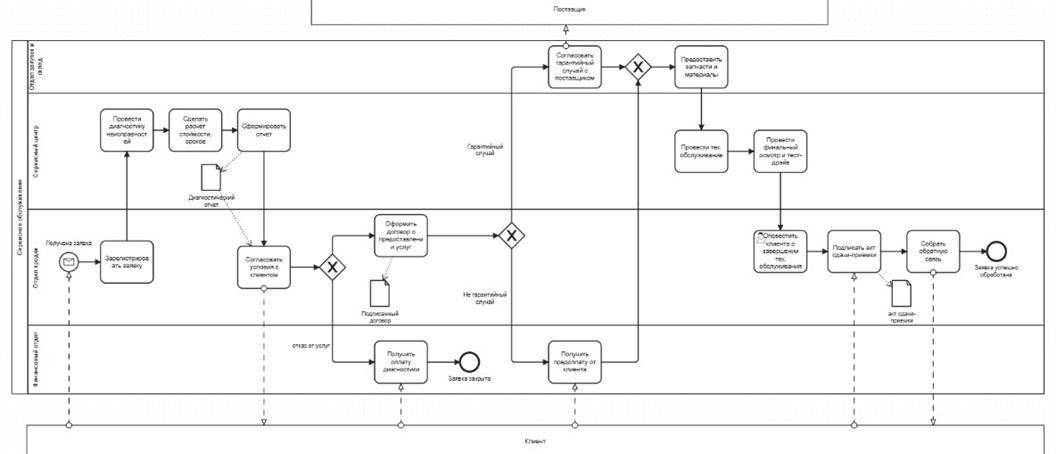 Поставщик
Отдел закупок и
склад
Согласовать
гарантийный
случай с
поставщиком
Предоставить
запчасти и
материалы
Сервисное обслуживание
Сервисный центр
Провести
диагностику
неисправност
ей
Сделать
расчет
стоимости,
сроков
Сформировать
отчет
Диагностический
отчет
Гарантийный
случай
Провести тех.
обслуживание
Провести
финальный
осмотр и тест-
драйв
Отдел продаж
Получена заявка
Зарегистриров
ать заявку
Согласовать
условия с
клиентом
Оформить
договор о
предоставлени
и услуг
Подписанный
договор
Не гарантийный
случай
Оповестить
клиента о
завершении
тех.
обслуживания
Подписать акт
сдачи-приемки
акт сдачи-
приемки
Собрать
обратную
связь
Заявка успешно
обработана
Финансовый отдел
отказ от услуг
Получить
оплату
диагностики
Заявка закрыта
Получить
предоплату от
клиента
Клиент